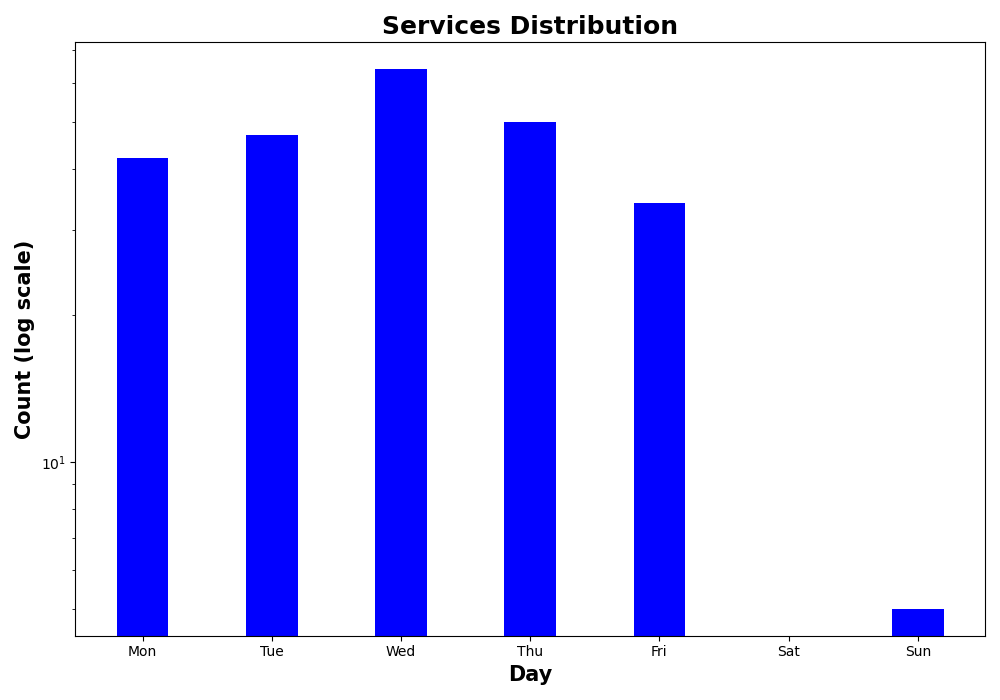 Services Distribution
Count (log scale)
10¹
Mon Tue Wed Thu Fri Sat Sun
Day